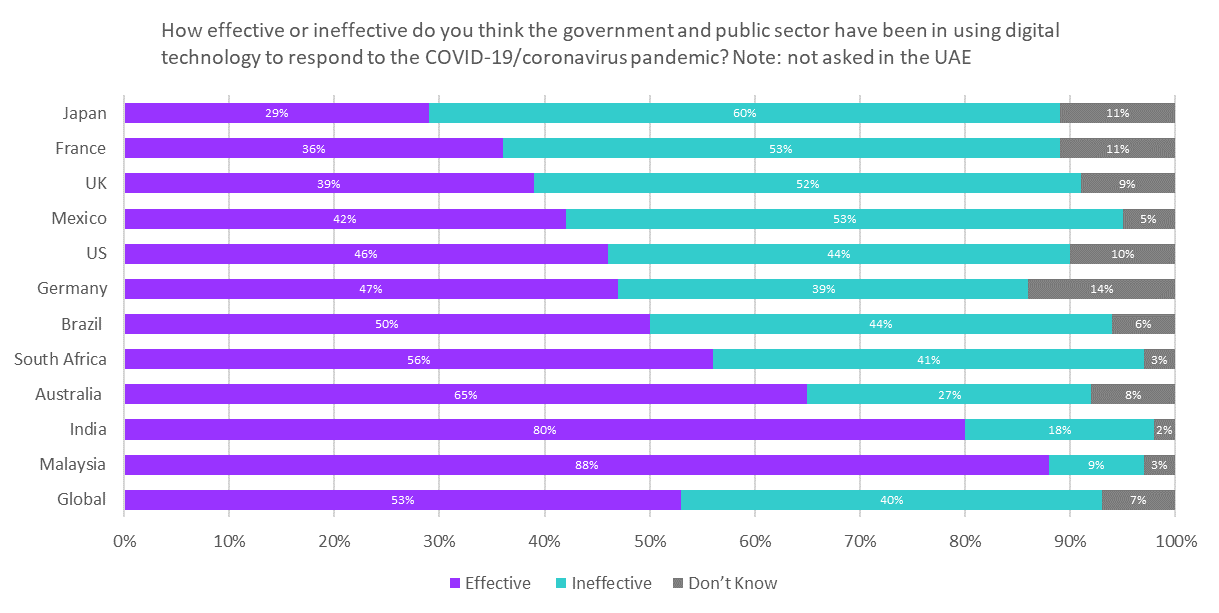 How effective or ineffective do you think the government and public sector have been in using digital
technology to respond to the COVID-19/coronavirus pandemic? Note: not asked in the UAE
Japan 29% 60% 11%
France 36% 53% 11%
UK 39% 52% 9%
Mexico 42% 53% 5%
US 46% 44% 10%
Germany 47% 39% 14%
Brazil 50% 44% 6%
South Africa 56% 41% 3%
Australia 65% 27% 8%
India 80% 18% 2%
Malaysia 88% 9% 3%
Global 53% 40% 7%
0% 10% 20% 30% 40% 50% 60% 70% 80% 90% 100%
Effective Ineffective Don’t Know